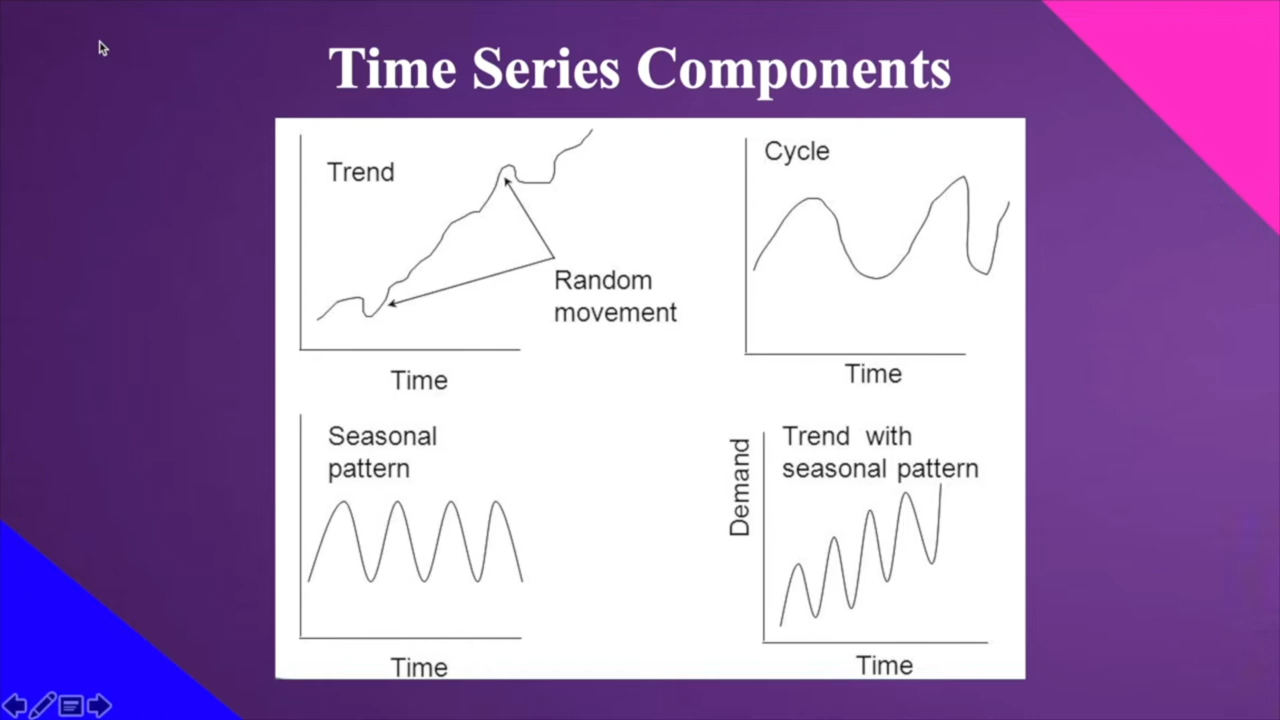 Time Series Components
Trend
Random
movement
Time
Cycle
Time
Seasonal
pattern
Time
Demand
Trend with
seasonal pattern
Time